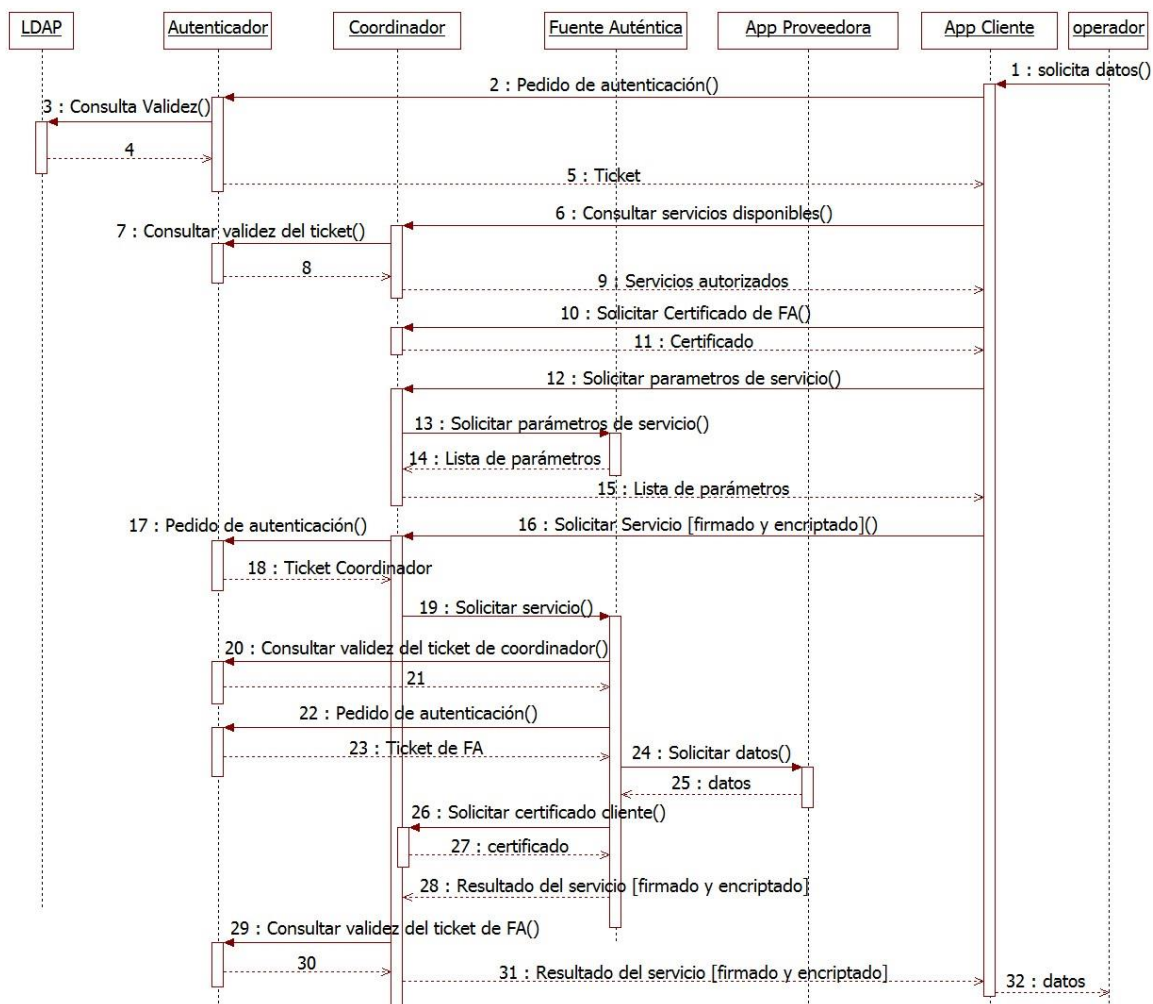 LDAP
Autenticador
Coordinador
Fuente Auténtica
App Proveedora
App Cliente
operador
1 : solicita datos()
2 : Pedido de autenticación()
3 : Consulta Validez()
4
5 : Ticket
6 : Consultar servicios disponibles()
7 : Consultar validez del ticket()
8
9 : Servicios autorizados
10 : Solicitar Certificado de FA()
11 : Certificado
12 : Solicitar parametros de servicio()
13 : Solicitar parámetros de servicio()
14 : Lista de parámetros
15 : Lista de parámetros
16 : Solicitar Servicio [firmado y encriptado]()
17 : Pedido de autenticación()
18 : Ticket Coordinador
19 : Solicitar servicio()
20 : Consultar validez del ticket de coordinador()
21
22 : Pedido de autenticación()
23 : Ticket de FA
24 : Solicitar datos()
25 : datos
26 : Solicitar certificado cliente()
27 : certificado
28 : Resultado del servicio [firmado y encriptado]
29 : Consultar validez del ticket de FA()
30
31 : Resultado del servicio [firmado y encriptado]
32 : datos